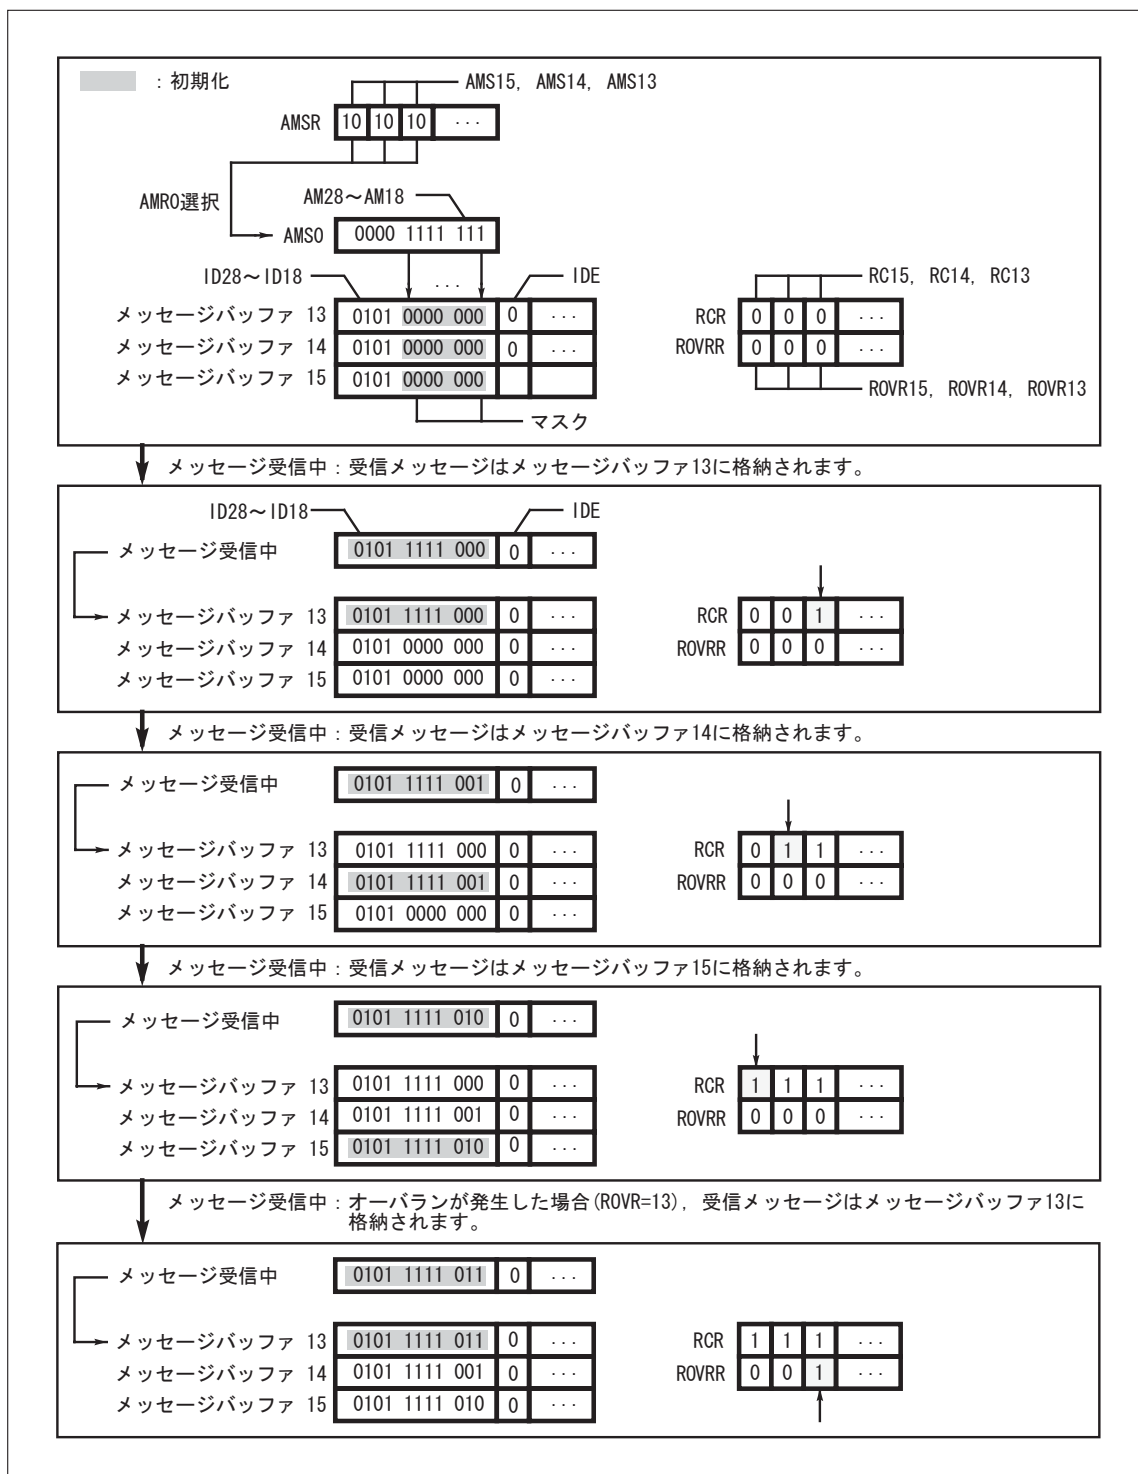 ：初期化
AMS15, AMS14, AMS13
AMSR 10 10 10 ...
AMR0選択
AM28～AM18
AMS0 0000 1111 111
ID28～ID18 ... IDE
RC15, RC14, RC13
メッセージバッファ 13 0101 0000 000 0 ... RCR 0 0 0 ...
メッセージバッファ 14 0101 0000 000 0 ... ROVRR 0 0 0 ...
メッセージバッファ 15 0101 0000 000
ROVR15, ROVR14, ROVR13
マスク
メッセージ受信中：受信メッセージはメッセージバッファ13に格納されます。
ID28～ID18 IDE
メッセージ受信中 0101 1111 000 0 ...
メッセージバッファ 13 0101 1111 000 0 ... RCR 0 0 1 ...
メッセージバッファ 14 0101 0000 000 0 ... ROVRR 0 0 0 ...
メッセージバッファ 15 0101 0000 000 0 ...
メッセージ受信中：受信メッセージはメッセージバッファ14に格納されます。
メッセージ受信中 0101 1111 001 0 ...
メッセージバッファ 13 0101 1111 000 0 ... RCR 0 1 1 ...
メッセージバッファ 14 0101 1111 001 0 ... ROVRR 0 0 0 ...
メッセージバッファ 15 0101 0000 000 0 ...
メッセージ受信中：受信メッセージはメッセージバッファ15に格納されます。
メッセージ受信中 0101 1111 010 0 ...
メッセージバッファ 13 0101 1111 000 0 ... RCR 1 1 1 ...
メッセージバッファ 14 0101 1111 001 0 ... ROVRR 0 0 0 ...
メッセージバッファ 15 0101 1111 010 0 ...
メッセージ受信中：オーバランが発生した場合(ROVR=13), 受信メッセージはメッセージバッファ13に
格納されます。
メッセージ受信中 0101 1111 011 0 ...
メッセージバッファ 13 0101 1111 011 0 ... RCR 1 1 1 ...
メッセージバッファ 14 0101 1111 001 0 ... ROVRR 0 0 1 ...
メッセージバッファ 15 0101 1111 010 0 ...